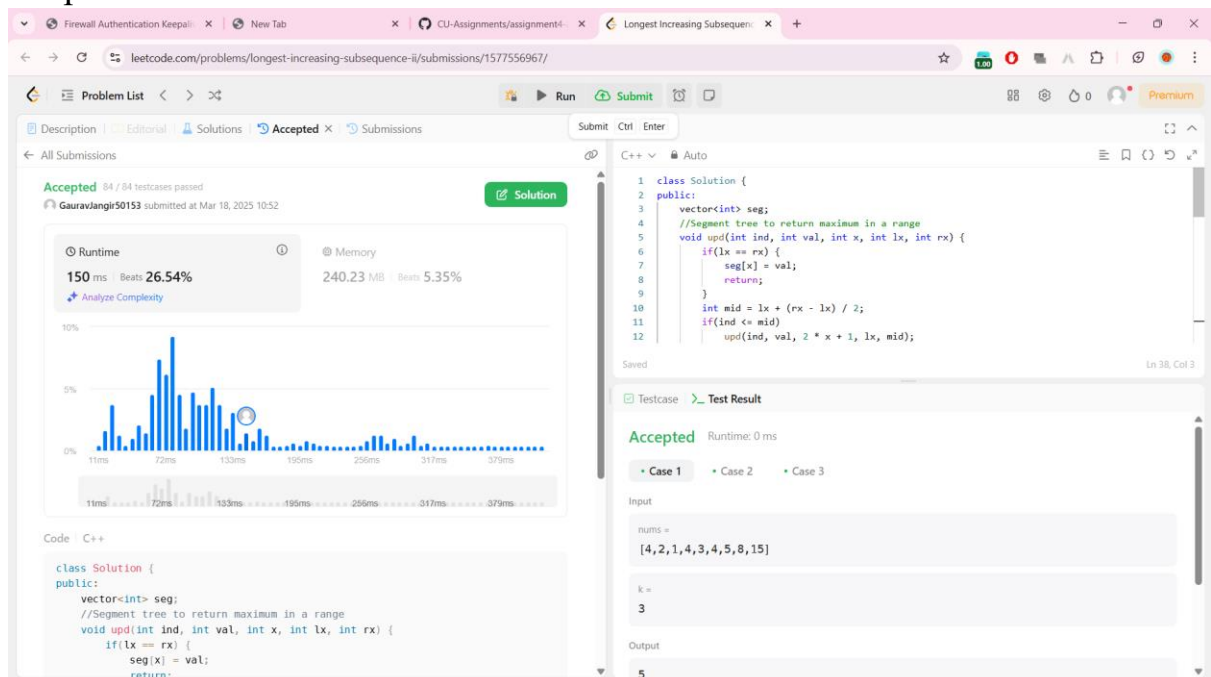 Firewall Authentication Keepali
New Tab
CU-Assignments/assignment4-
Longest Increasing Subsequenc
leetcode.com/problems/longest-increasing-subsequence-ii/submissions/1577556967/
1.00
Problem List
Run
Submit
0
Premium
Description
Editorial
Solutions
Accepted
Submissions
Submit Ctrl Enter
All Submissions
Accepted 84 / 84 testcases passed
GauravJangir50153 submitted at Mar 18, 2025 10:52
Solution
Runtime
150 ms Beats 26.54%
Analyze Complexity
Memory
240.23 MB Beats 5.35%
10%
5%
0%
11ms 72ms 133ms 195ms 256ms 317ms 379ms
11ms 72ms 133ms 195ms 256ms 317ms 379ms
Code C++
class Solution {
public:
vector<int> seg;
//Segment tree to return maximum in a range
void upd(int ind, int val, int x, int lx, int rx) {
if(lx == rx) {
seg[x] = val;
return;
C++ Auto
1 class Solution {
2 public:
3 vector<int> seg;
4 //Segment tree to return maximum in a range
5 void upd(int ind, int val, int x, int lx, int rx) {
6 if(lx == rx) {
7 seg[x] = val;
8 return;
9 }
10 int mid = lx + (rx - lx) / 2;
11 if(ind <= mid)
12 upd(ind, val, 2 * x + 1, lx, mid);
Saved
Ln 38, Col 3
Testcase
Test Result
Accepted Runtime: 0 ms
Case 1 Case 2 Case 3
Input
nums =
[4,2,1,4,3,4,5,8,15]
k =
3
Output
5